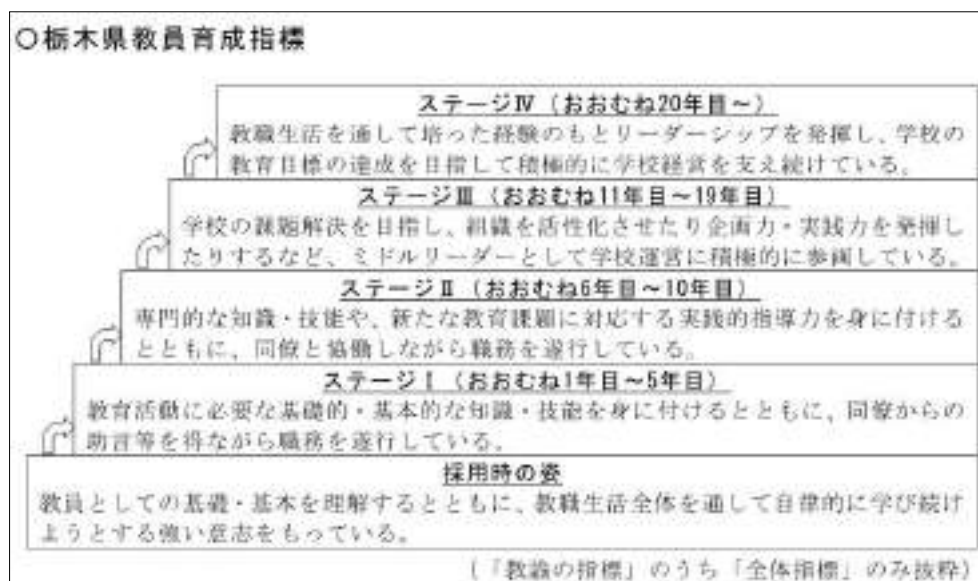 ○栃木県教員育成指標
ステージⅣ（おおむね20年目～）
教職生活を通して培った経験のもとリーダーシップを発揮し、学校の
教育目標の達成を目指して積極的に学校経営を支え続けている。
ステージⅢ（おおむね11年目～19年目）
学校の課題解決を目指し、組織を活性化させたり企画力・実践力を発揮し
たりするなど、ミドルリーダーとして学校運営に積極的に参画している。
ステージⅡ（おおむね6年目～10年目）
専門的な知識・技能や、新たな教育課題に対応する実践的指導力を身に付ける
とともに、同僚と協働しながら職務を遂行している。
ステージⅠ（おおむね1年目～5年目）
教育活動に必要な基礎的・基本的な知識・技能を身に付けるとともに、同僚からの
助言等を得ながら職務を遂行している。
採用時の姿
教員としての基礎・基本を理解するとともに、教職生活全体を通して自律的に学び続け
ようとする強い意志をもっている。
（「教諭の指標」のうち「全体指標」のみ抜粋）